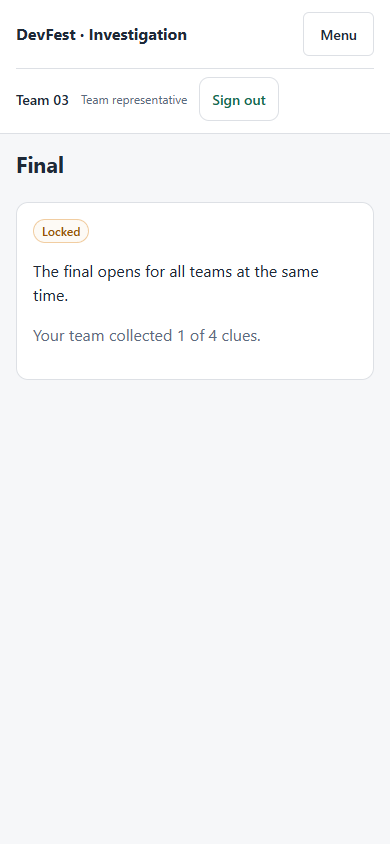 DevFest · Investigation
Menu
Team 03 Team representative Sign out
Final
Locked
The final opens for all teams at the same
time.
Your team collected 1 of 4 clues.